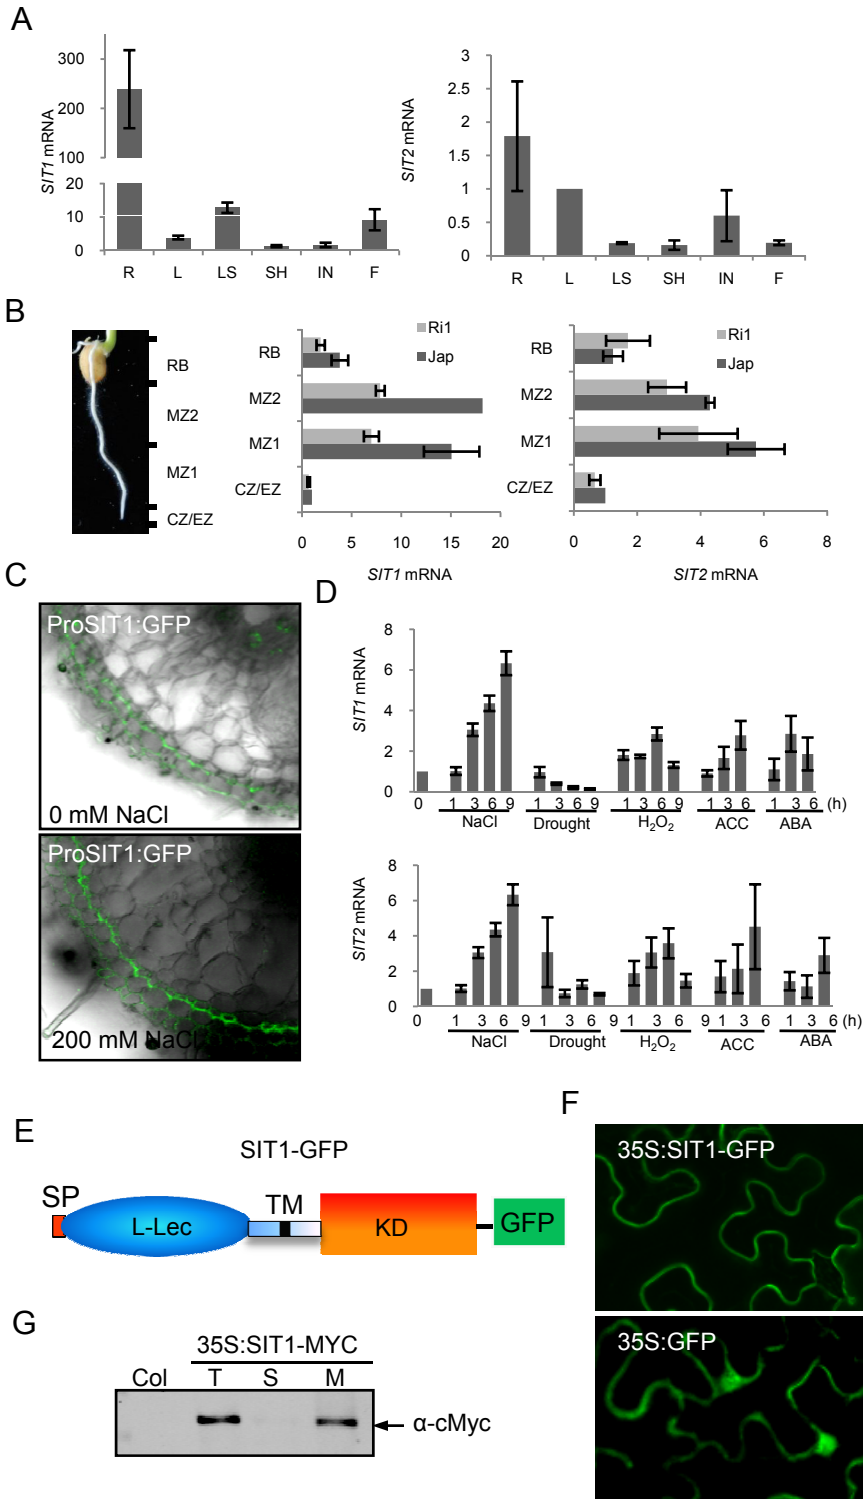 A
SIT1 mRNA
300
200
100
20
10
0
R L LS SH IN F
SIT2 mRNA
3
2.5
2
1.5
1
0.5
0
R L LS SH IN F
B
RB
MZ2
MZ1
CZ/EZ
Ri1
Jap
RB
MZ2
MZ1
CZ/EZ
0 5 10 15 20
SIT1 mRNA
Ri1
Jap
RB
MZ2
MZ1
CZ/EZ
0 2 4 6 8
SIT2 mRNA
C
ProSIT1:GFP
0 mM NaCl
ProSIT1:GFP
200 mM NaCl
D
SIT1 mRNA
8
6
4
2
0
0 1 3 6 9 1 3 6 9 1 3 6 9 1 3 6 1 3 6 (h)
NaCl Drought H2O2 ACC ABA
SIT2 mRNA
8
6
4
2
0
0 1 3 6 9 1 3 6 1 3 6 9 1 3 6 1 3 6 (h)
NaCl Drought H2O2 ACC ABA
E
SIT1-GFP
SP
L-Lec
TM
KD
GFP
F
35S:SIT1-GFP
35S:GFP
G
35S:SIT1-MYC
Col T S M
α-cMyc